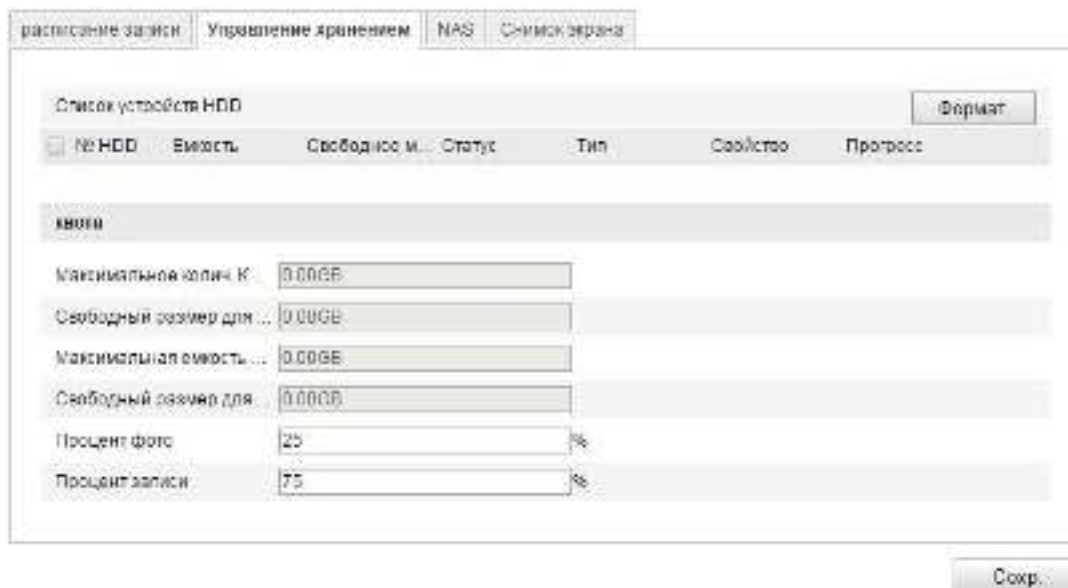 расписание записи Управление хранением NAS Снимок экрана
Список устройств HDD Формат
№ HDD Емкость Свободное м... Статус Тип Свойство Прогресс
квота
Максимальное колич. К... 0.00GB
Свободный размер для ... 0.00GB
Максимальная емкость ... 0.00GB
Свободный размер для ... 0.00GB
Процент фото 25 %
Процент записи 75 %
Сохр.